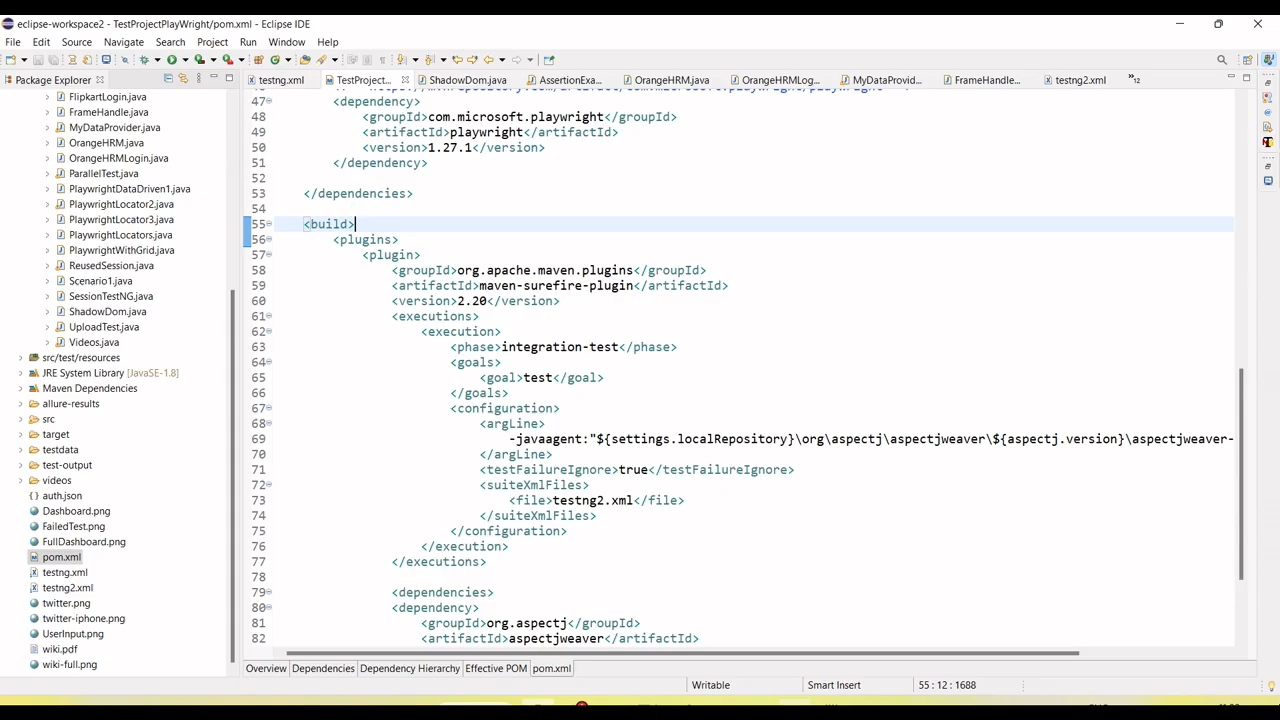 eclipse-workspace2 - TestProjectPlayWright/pom.xml - Eclipse IDE
File Edit Source Navigate Search Project Run Window Help
Package Explorer
testng.xml TestProjec... ShadowDom.java AssertionExa... OrangeHRM.java OrangeHRMLog... MyDataProvid... FrameHandle... testng2.xml »12
FlipkartLogin.java
FrameHandle.java
MyDataProvider.java
OrangeHRM.java
OrangeHRMLogin.java
ParallelTest.java
PlaywrightDataDriven1.java
PlaywrightLocator2.java
PlaywrightLocator3.java
PlaywrightLocators.java
PlaywrightWithGrid.java
ReusedSession.java
Scenario1.java
SessionTestNG.java
ShadowDom.java
UploadTest.java
Videos.java
src/test/resources
JRE System Library [JavaSE-1.8]
Maven Dependencies
allure-results
src
target
testdata
test-output
videos
auth.json
Dashboard.png
FailedTest.png
FullDashboard.png
pom.xml
testng.xml
testng2.xml
twitter.png
twitter-iphone.png
UserInput.png
wiki.pdf
wiki-full.png
47 <dependency>
48 <groupId>com.microsoft.playwright</groupId>
49 <artifactId>playwright</artifactId>
50 <version>1.27.1</version>
51 </dependency>
52
53 </dependencies>
54
55 <build>
56 <plugins>
57 <plugin>
58 <groupId>org.apache.maven.plugins</groupId>
59 <artifactId>maven-surefire-plugin</artifactId>
60 <version>2.20</version>
61 <executions>
62 <execution>
63 <phase>integration-test</phase>
64 <goals>
65 <goal>test</goal>
66 </goals>
67 <configuration>
68 <argLine>
69 -javaagent:"${settings.localRepository}\org\aspectj\aspectjweaver\${aspectj.version}\aspectjweaver-
70 </argLine>
71 <testFailureIgnore>true</testFailureIgnore>
72 <suiteXmlFiles>
73 <file>testng2.xml</file>
74 </suiteXmlFiles>
75 </configuration>
76 </execution>
77 </executions>
78
79 <dependencies>
80 <dependency>
81 <groupId>org.aspectj</groupId>
82 <artifactId>aspectjweaver</artifactId>
Overview Dependencies Dependency Hierarchy Effective POM pom.xml
Writable Smart Insert 55 : 12 : 1688